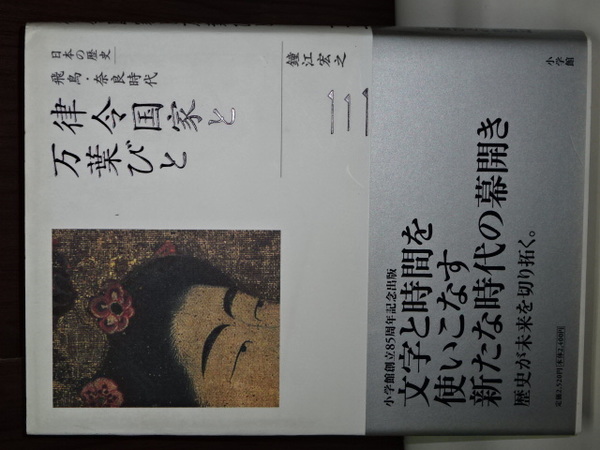 日本の歴史
飛鳥・奈良時代
律令国家と
万葉びと
鐘江宏之
三
小学館
小学館創立85周年記念出版
文字と時間を
使いこなす
新たな時代の幕開き
歴史が未来を切り拓く。